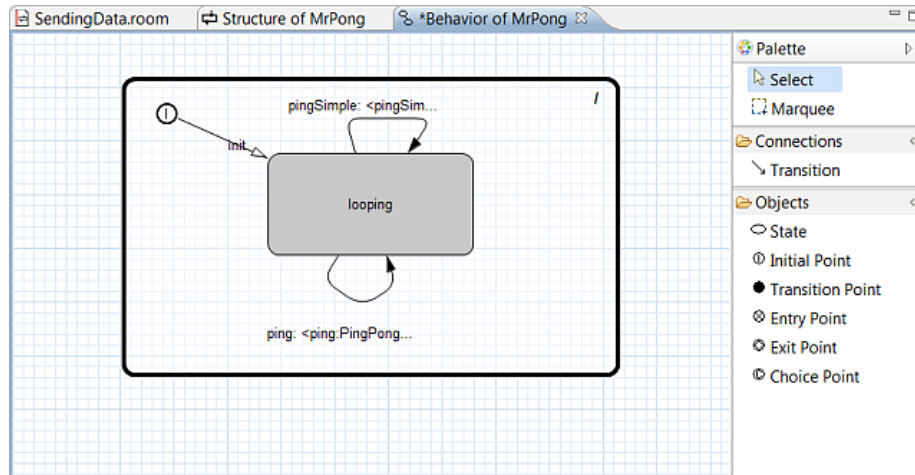 SendingData.room
Structure of MrPong
*Behavior of MrPong
Palette
Select
Marquee
Connections
Transition
Objects
State
Initial Point
Transition Point
Entry Point
Exit Point
Choice Point
/
I
init
pingSimple: <pingSim...
looping
ping: <ping:PingPong...